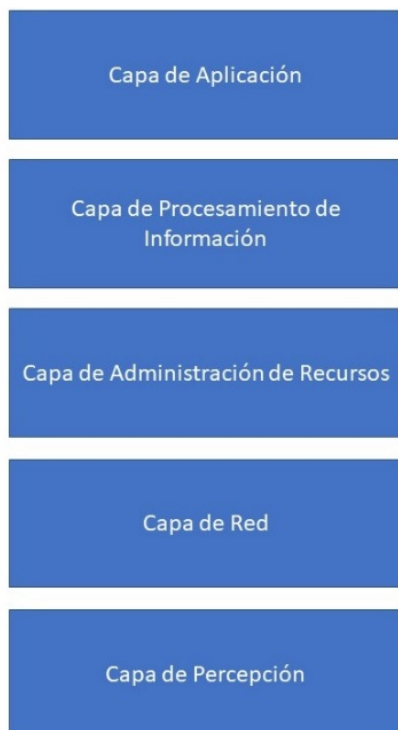 Capa de Aplicación
Capa de Procesamiento de
Información
Capa de Administración de Recursos
Capa de Red
Capa de Percepción